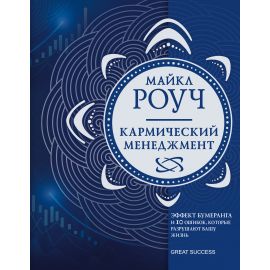 МАЙКЛ
РОУЧ
КАРМИЧЕСКИЙ
МЕНЕДЖМЕНТ
ЭФФЕКТ БУМЕРАНГА
И 10 ОШИБОК, КОТОРЫЕ
РАЗРУШАЮТ ВАШУ
ЖИЗНЬ
GREAT SUCCESS